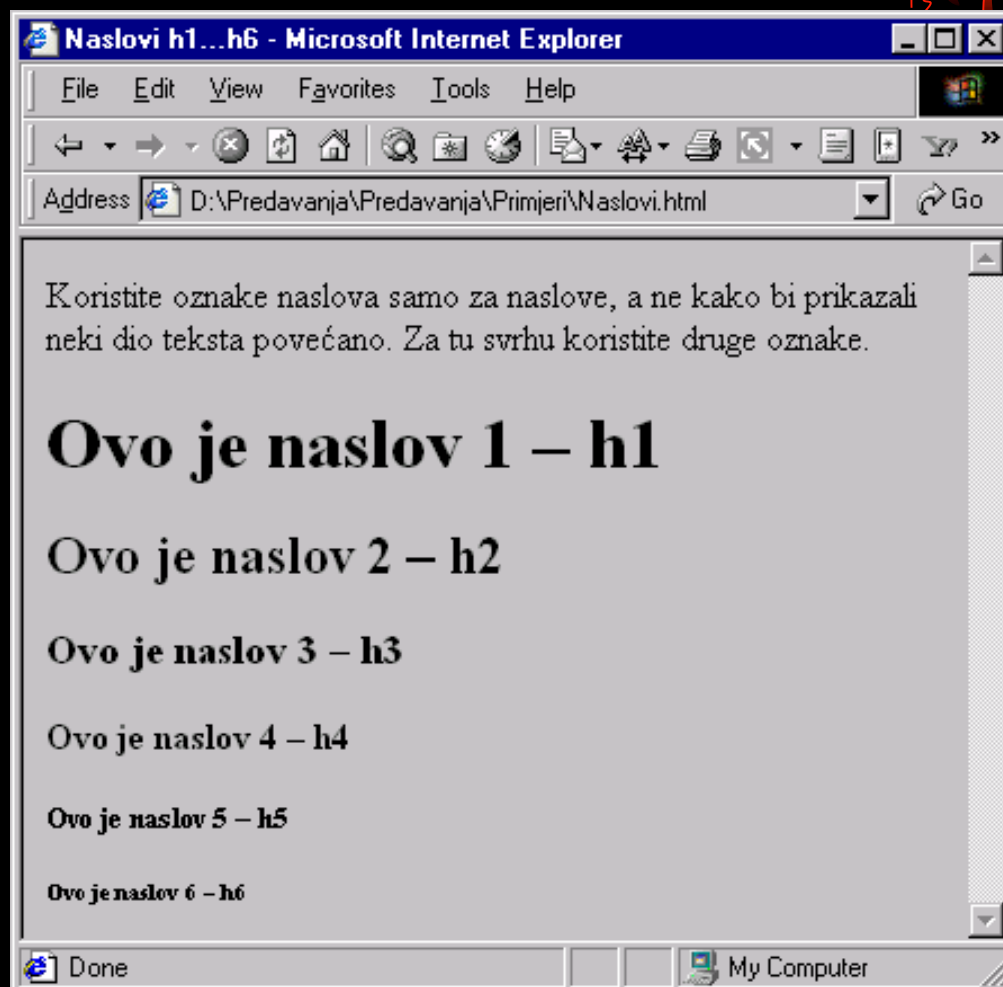 Naslovi h1...h6 - Microsoft Internet Explorer
File Edit View Favorites Tools Help
Address D:\Predavanja\Predavanja\Primjeri\Naslovi.html Go
Koristite oznake naslova samo za naslove, a ne kako bi prikazali
neki dio teksta povećano. Za tu svrhu koristite druge oznake.
Ovo je naslov 1 – h1
Ovo je naslov 2 – h2
Ovo je naslov 3 – h3
Ovo je naslov 4 – h4
Ovo je naslov 5 – h5
Ovo je naslov 6 – h6
Done My Computer